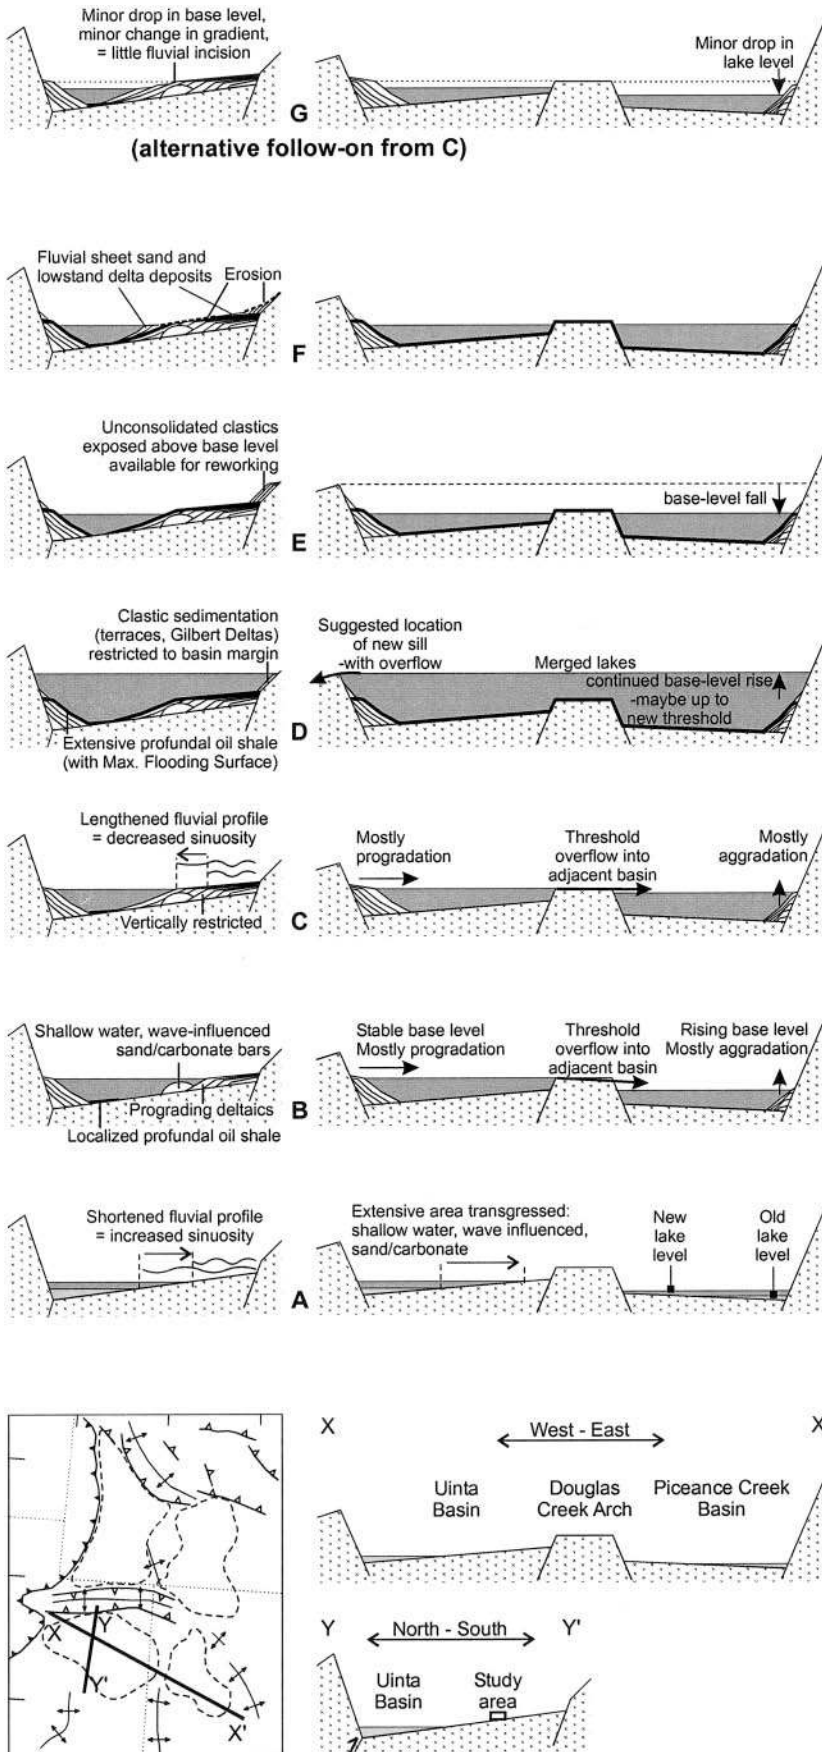 Minor drop in base level,
minor change in gradient,
= little fluvial incision
Minor drop in
lake level
G
(alternative follow-on from C)
Fluvial sheet sand and
lowstand delta deposits
Erosion
F
Unconsolidated clastics
exposed above base level
available for reworking
base-level fall
E
Clastic sedimentation
(terraces, Gilbert Deltas)
restricted to basin margin
Extensive profundal oil shale
(with Max. Flooding Surface)
Suggested location
of new sill
-with overflow
Merged lakes
continued base-level rise
-maybe up to
new threshold
D
Lengthened fluvial profile
= decreased sinuosity
Vertically restricted
Mostly
progradation
Threshold
overflow into
adjacent basin
Mostly
aggradation
C
Shallow water, wave-influenced
sand/carbonate bars
Prograding deltaics
Localized profundal oil shale
Stable base level
Mostly progradation
Threshold
overflow into
adjacent basin
Rising base level
Mostly aggradation
B
Shortened fluvial profile
= increased sinuosity
Extensive area transgressed:
shallow water, wave influenced,
sand/carbonate
New
lake
level
Old
lake
level
A
X
Y
Y'
X'
X
West - East
Uinta
Basin
Douglas
Creek Arch
Piceance Creek
Basin
Y
North - South
Y'
Uinta
Basin
Study
area